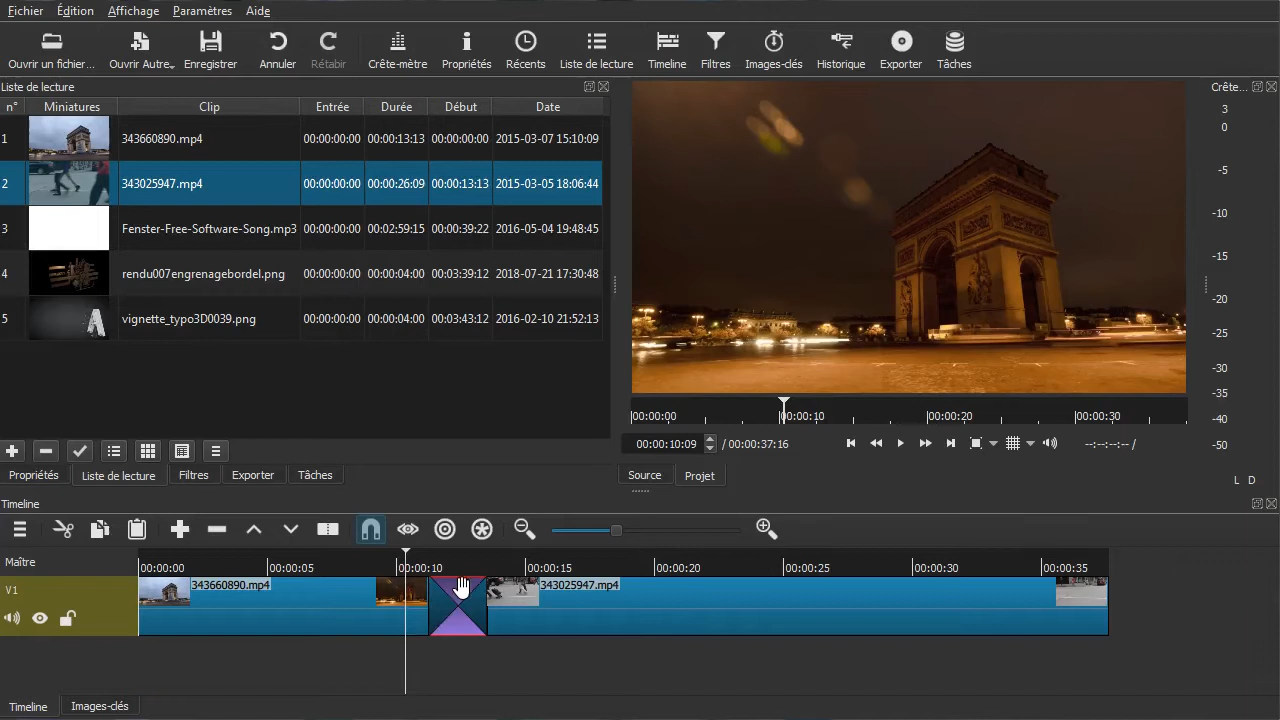 Fichier Édition Affichage Paramètres Aide
Ouvrir un fichier... Ouvrir Autre... Enregistrer Annuler Rétabir Crête-mètre Propriétés Récents Liste de lecture Timeline Filtres Images-clés Historique Exporter Tâches
Liste de lecture
n° Miniatures Clip Entrée Durée Début Date
1 343660890.mp4 00:00:00:00 00:00:13:13 00:00:00:00 2015-03-07 15:10:09
2 343025947.mp4 00:00:00:00 00:00:26:09 00:00:13:13 2015-03-05 18:06:44
3 Fenster-Free-Software-Song.mp3 00:00:00:00 00:02:59:15 00:00:39:22 2016-05-04 19:48:45
4 rendu007engrenagebordel.png 00:00:00:00 00:00:04:00 00:03:39:12 2018-07-21 17:30:48
5 vignette_typo3D0039.png 00:00:00:00 00:00:04:00 00:03:43:12 2016-02-10 21:52:13
Propriétés Liste de lecture Filtres Exporter Tâches
00:00:00 00:00:10 00:00:20 00:00:30
00:00:10:09 / 00:00:37:16 --:--:--:-- /
Source Projet
Crête...
3
0
-5
-10
-15
-20
-25
-30
-35
-40
-45
-50
L D
Timeline
Maître 00:00:00 00:00:05 00:00:10 00:00:15 00:00:20 00:00:25 00:00:30 00:00:35
V1 343660890.mp4 343025947.mp4
Timeline Images-clés